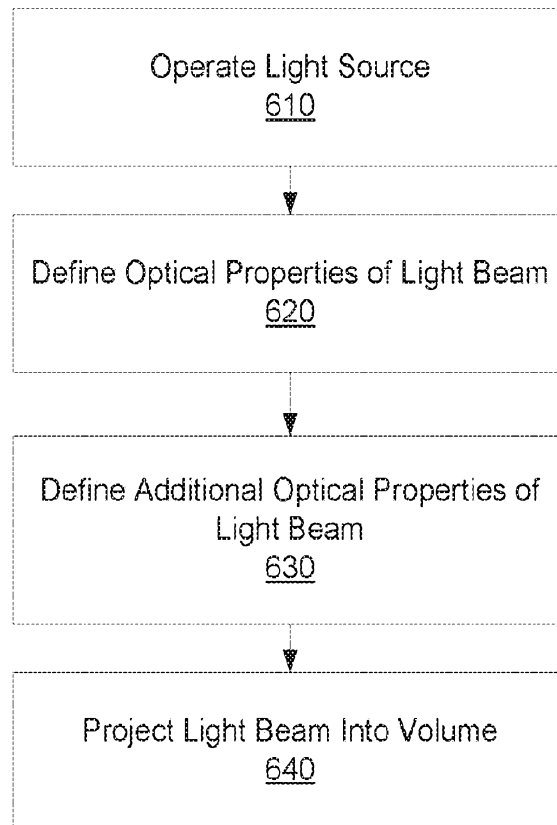 Operate Light Source
610
Define Optical Properties of Light Beam
620
Define Additional Optical Properties of
Light Beam
630
Project Light Beam Into Volume
640